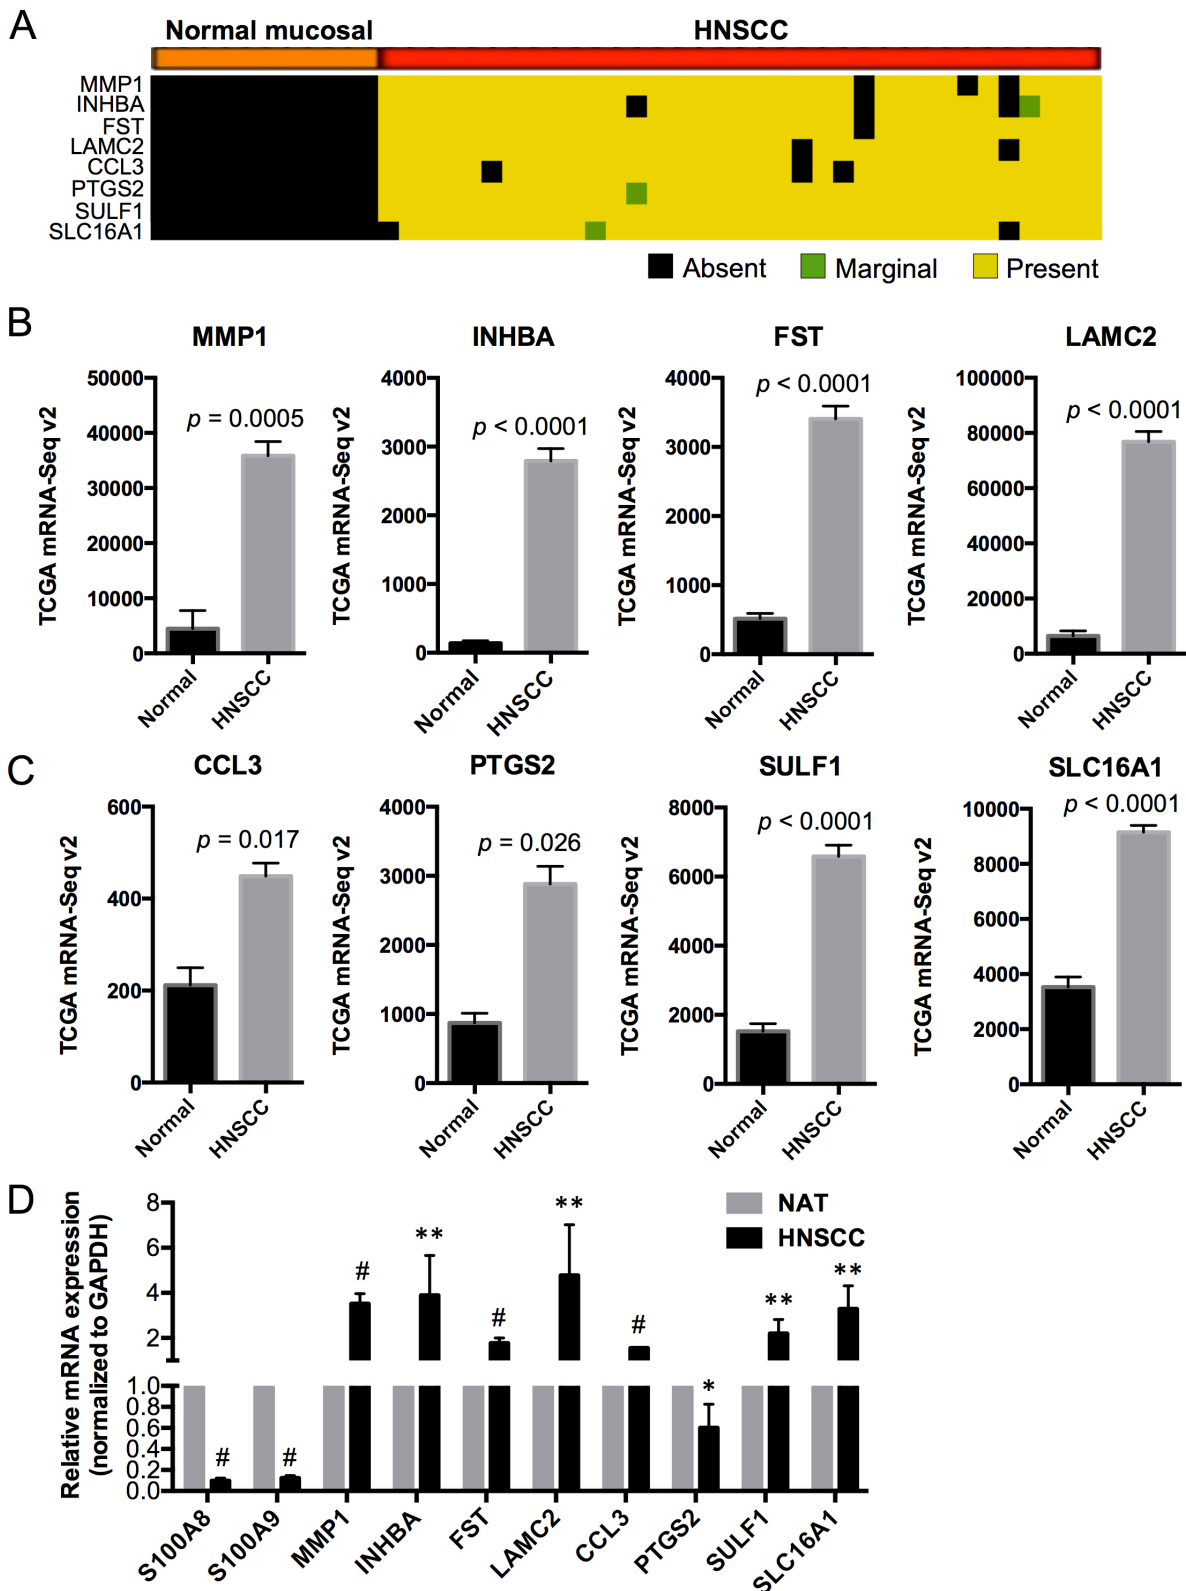 A
Normal mucosal HNSCC
MMP1
INHBA
FST
LAMC2
CCL3
PTGS2
SULF1
SLC16A1
Absent Marginal Present
B
MMP1 INHBA FST LAMC2
TCGA mRNA-Seq v2
50000
40000
30000
20000
10000
0
p = 0.0005
Normal HNSCC
TCGA mRNA-Seq v2
4000
3000
2000
1000
0
p < 0.0001
Normal HNSCC
TCGA mRNA-Seq v2
4000
3000
2000
1000
0
p < 0.0001
Normal HNSCC
TCGA mRNA-Seq v2
100000
80000
60000
40000
20000
0
p < 0.0001
Normal HNSCC
C
CCL3 PTGS2 SULF1 SLC16A1
TCGA mRNA-Seq v2
600
400
200
0
p = 0.017
Normal HNSCC
TCGA mRNA-Seq v2
4000
3000
2000
1000
0
p = 0.026
Normal HNSCC
TCGA mRNA-Seq v2
8000
6000
4000
2000
0
p < 0.0001
Normal HNSCC
TCGA mRNA-Seq v2
10000
8000
6000
4000
2000
0
p < 0.0001
Normal HNSCC
D
Relative mRNA expression
(normalized to GAPDH)
8
6
4
2
1.0
0.8
0.6
0.4
0.2
0.0
NAT
HNSCC
# # # ** # ** # * ** **
S100A8 S100A9 MMP1 INHBA FST LAMC2 CCL3 PTGS2 SULF1 SLC16A1